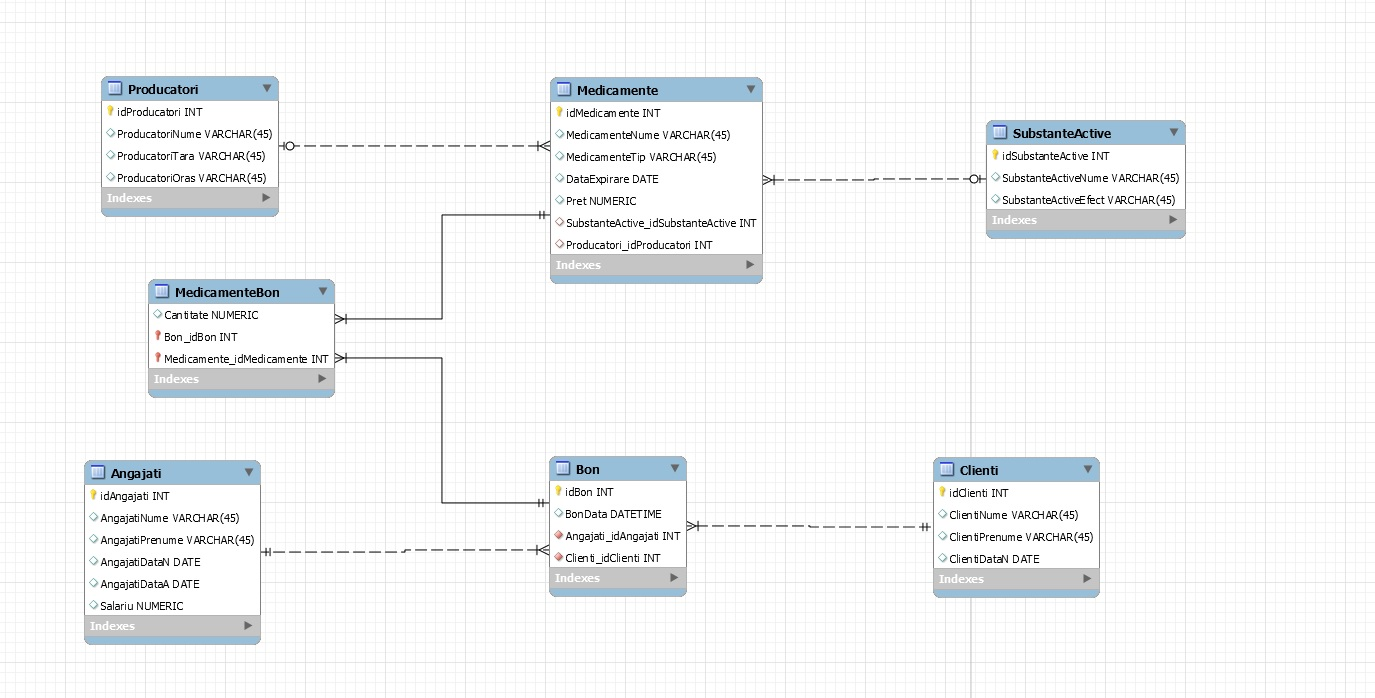 Producatori
idProducatori INT
ProducatoriNume VARCHAR(45)
ProducatoriTara VARCHAR(45)
ProducatoriOras VARCHAR(45)
Indexes
Medicamente
idMedicamente INT
MedicamenteNume VARCHAR(45)
MedicamenteTip VARCHAR(45)
DataExpirare DATE
Pret NUMERIC
SubstanteActive_idSubstanteActive INT
Producatori_idProducatori INT
Indexes
SubstanteActive
idSubstanteActive INT
SubstanteActiveNume VARCHAR(45)
SubstanteActiveEfect VARCHAR(45)
Indexes
MedicamenteBon
Cantitate NUMERIC
Bon_idBon INT
Medicamente_idMedicamente INT
Indexes
Angajati
idAngajati INT
AngajatiNume VARCHAR(45)
AngajatiPrenume VARCHAR(45)
AngajatiDataN DATE
AngajatiDataA DATE
Salariu NUMERIC
Indexes
Bon
idBon INT
BonData DATETIME
Angajati_idAngajati INT
Clienti_idClienti INT
Indexes
Clienti
idClienti INT
ClientiNume VARCHAR(45)
ClientiPrenume VARCHAR(45)
ClientiDataN DATE
Indexes